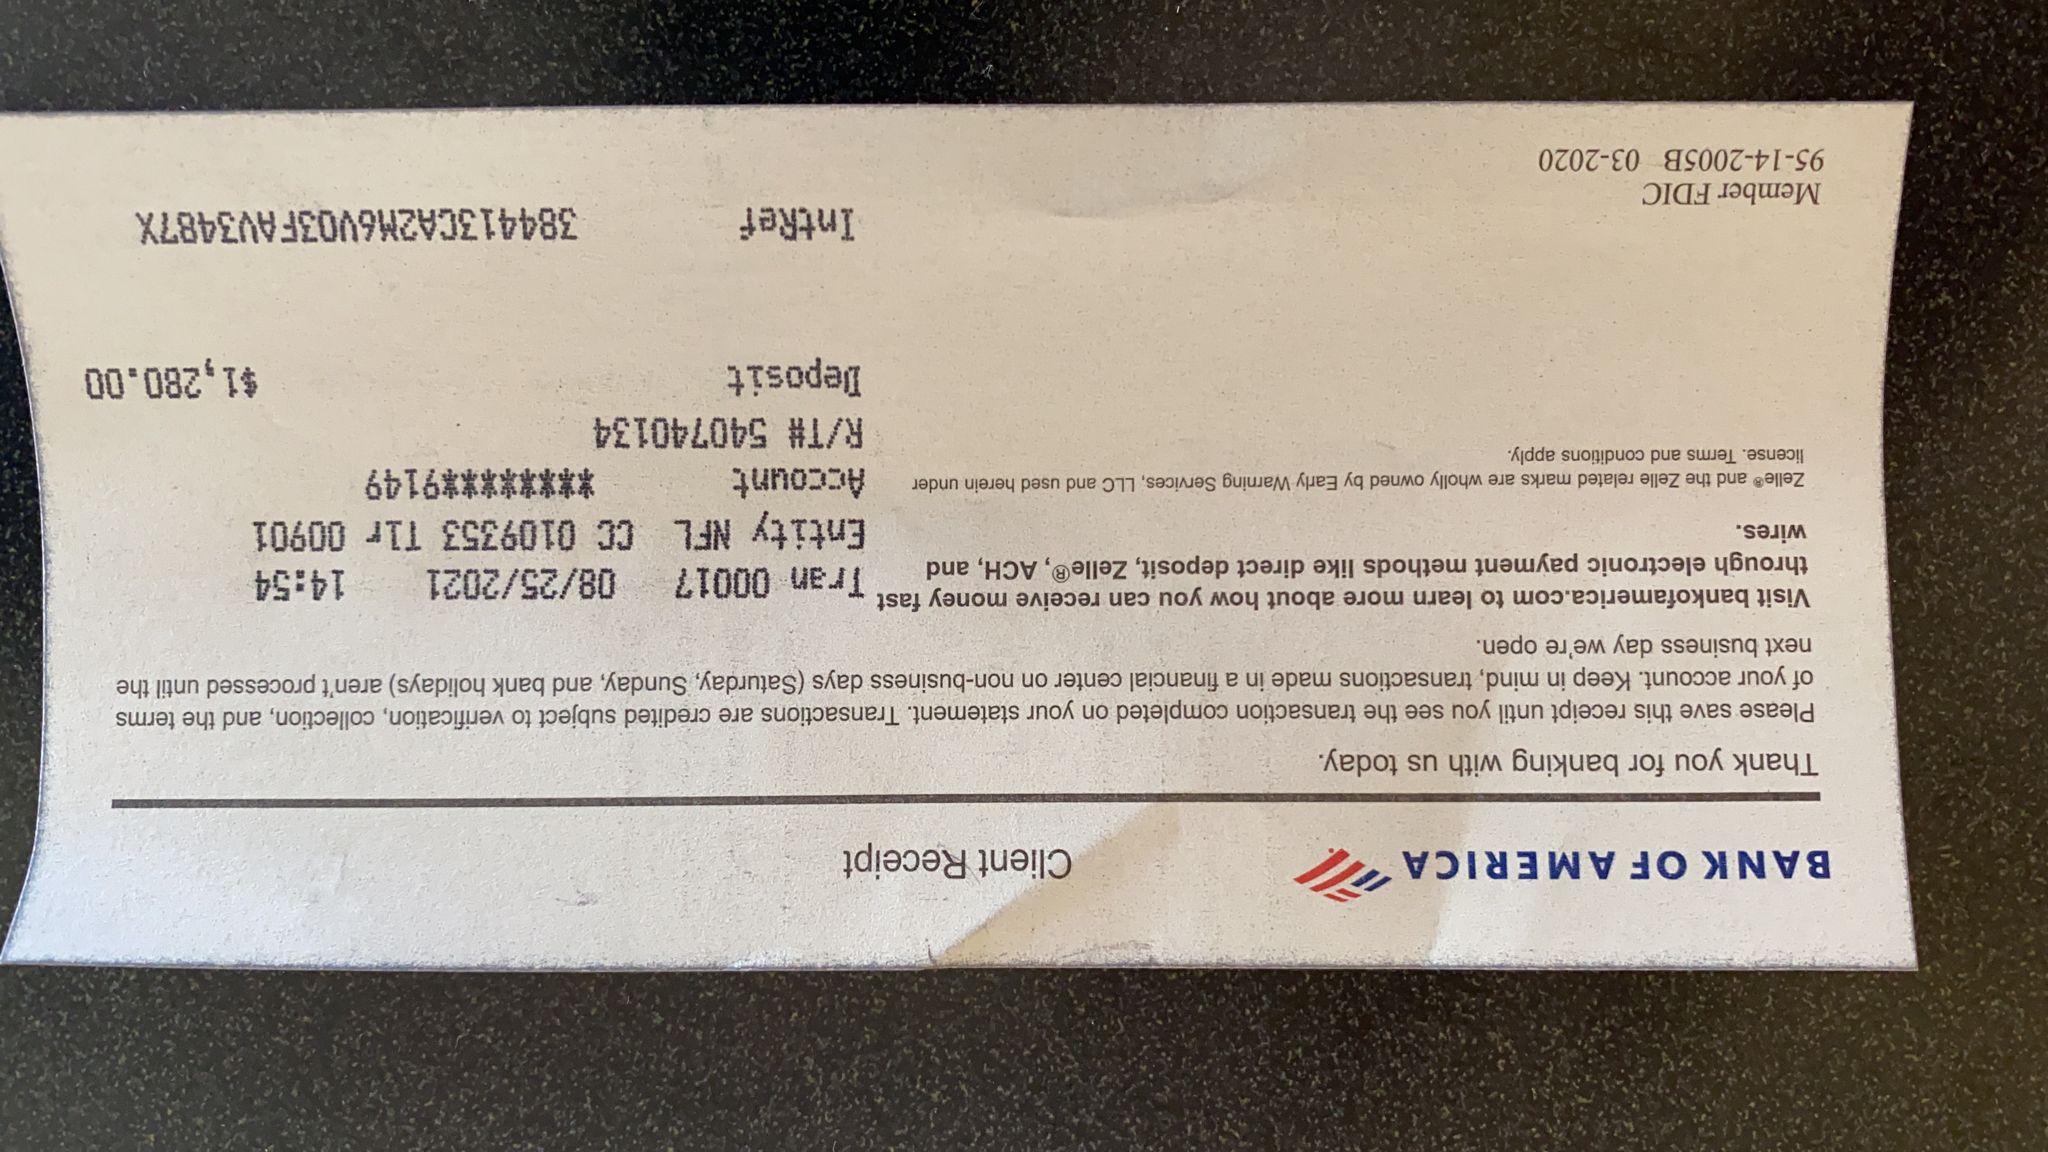 BANK OF AMERICA
Client Receipt
Thank you for banking with us today.
Please save this receipt until you see the transaction completed on your statement. Transactions are credited subject to verification, collection, and the terms
of your account. Keep in mind, transactions made in a financial center on non-business days (Saturday, Sunday, and bank holidays) aren't processed until the
next business day we're open.
Visit bankofamerica.com to learn more about how you can receive money fast
through electronic payment methods like direct deposit, Zelle®, ACH, and
wires.
Zelle® and the Zelle related marks are wholly owned by Early Warning Services, LLC and used herein under
license. Terms and conditions apply.
Tran 00017 08/25/2021 14:54
Entity NFL CC 0109353 Tlr 00901
Account ********9149
R/T# 540740134
Deposit $1,280.00
IntRef 384413CA2M6V03FAV3487X
Member FDIC
95-14-2005B 03-2020